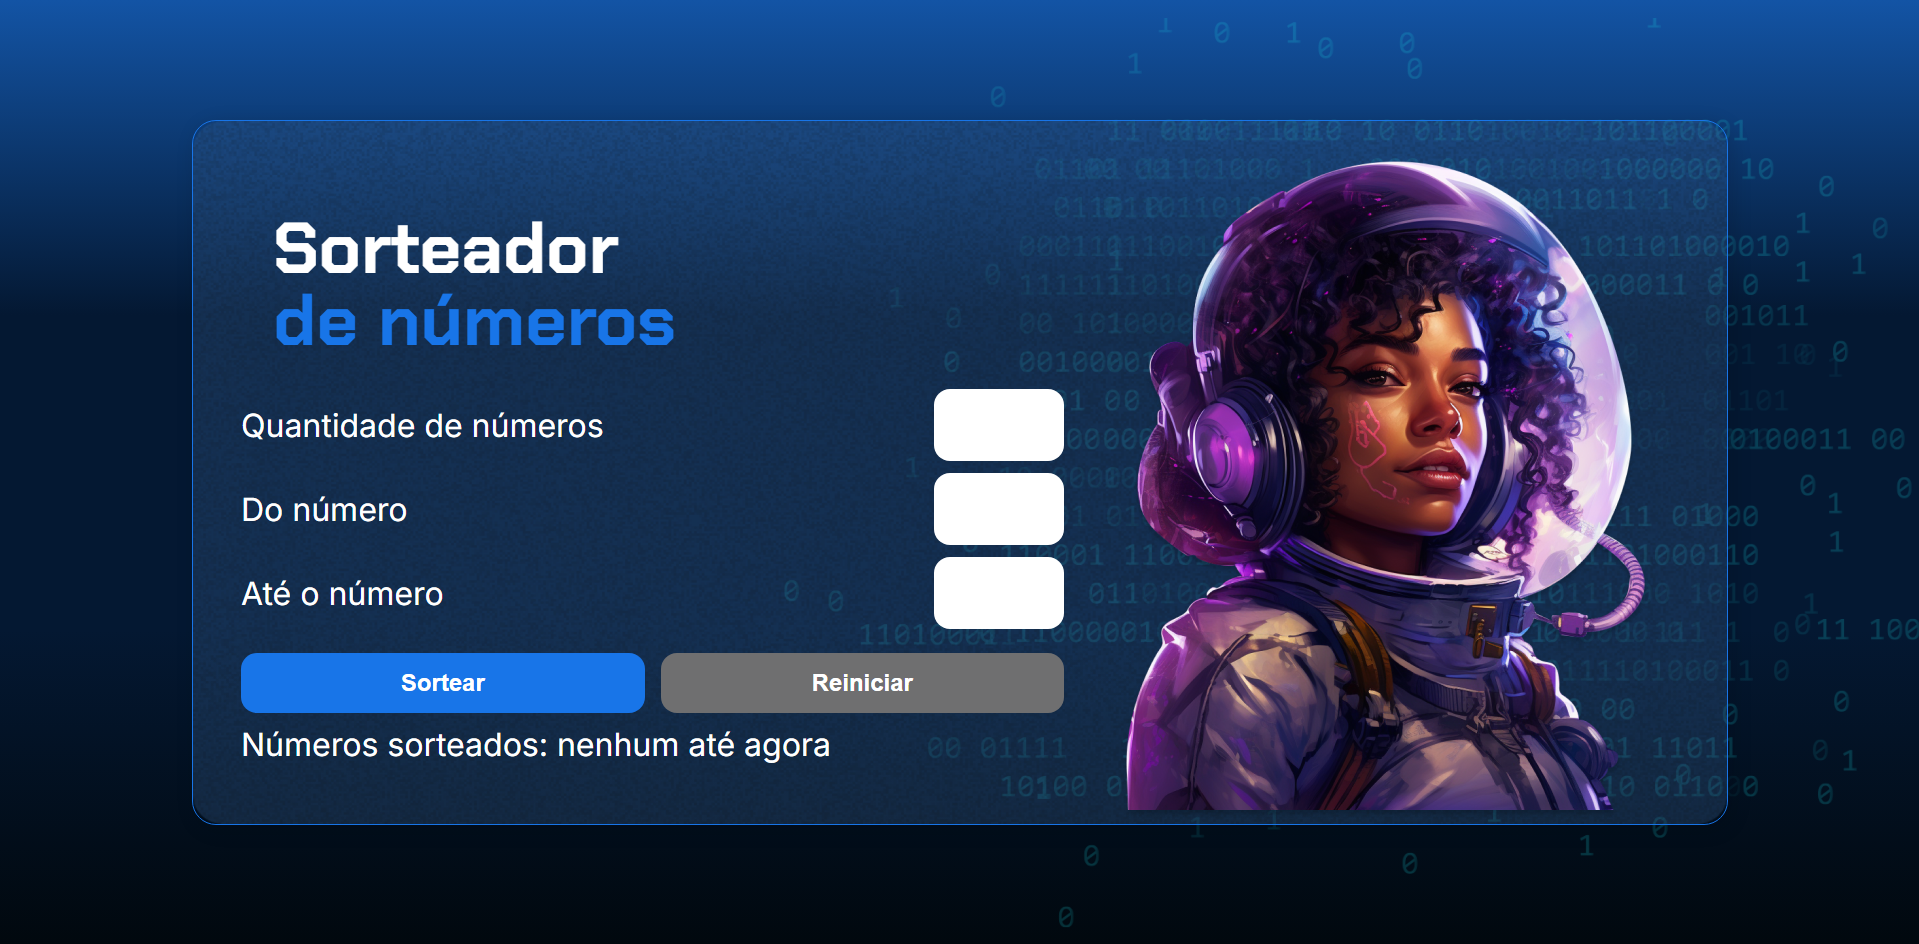 Sorteador
de números
Quantidade de números
Do número
Até o número
Sortear
Reiniciar
Números sorteados: nenhum até agora